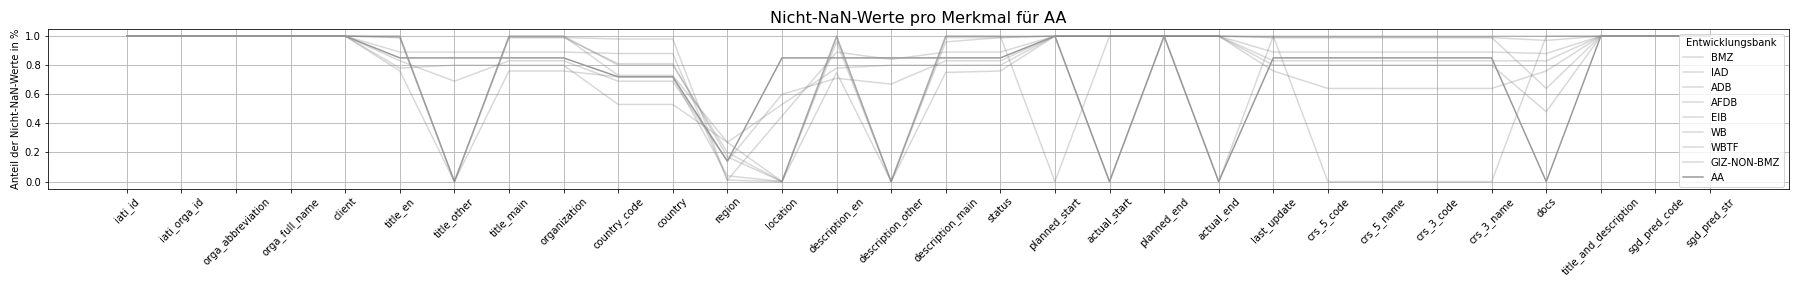 Nicht-NaN-Werte pro Merkmal für AA
Anteil der Nicht-NaN-Werte in %
1.0
0.8
0.6
0.4
0.2
0.0
Entwicklungsbank
BMZ
IAD
ADB
AFDB
EIB
WB
WBTF
GIZ-NON-BMZ
AA
iati_id
iati_orga_id
orga_abbreviation
orga_full_name
client
title_en
title_other
title_main
organization
country_code
country
region
location
description_en
description_other
description_main
status
planned_start
actual_start
planned_end
actual_end
last_update
crs_5_code
crs_5_name
crs_3_code
crs_3_name
docs
title_and_description
sgd_pred_code
sgd_pred_str